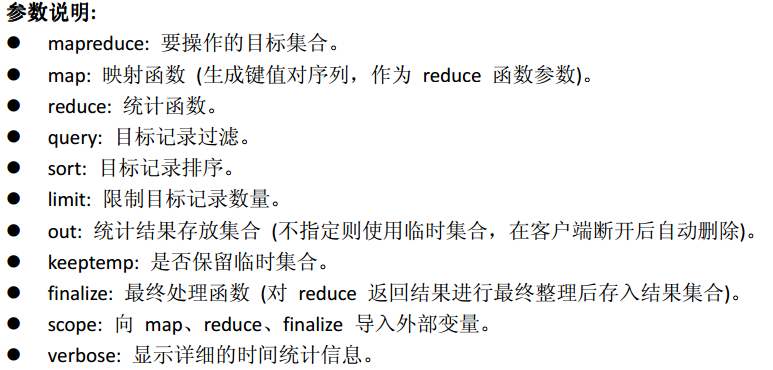 参数说明:
● mapreduce: 要操作的目标集合。
● map: 映射函数 (生成键值对序列，作为 reduce 函数参数)。
● reduce: 统计函数。
● query: 目标记录过滤。
● sort: 目标记录排序。
● limit: 限制目标记录数量。
● out: 统计结果存放集合 (不指定则使用临时集合，在客户端断开后自动删除)。
● keeptemp: 是否保留临时集合。
● finalize: 最终处理函数 (对 reduce 返回结果进行最终整理后存入结果集合)。
● scope: 向 map、reduce、finalize 导入外部变量。
● verbose: 显示详细的时间统计信息。